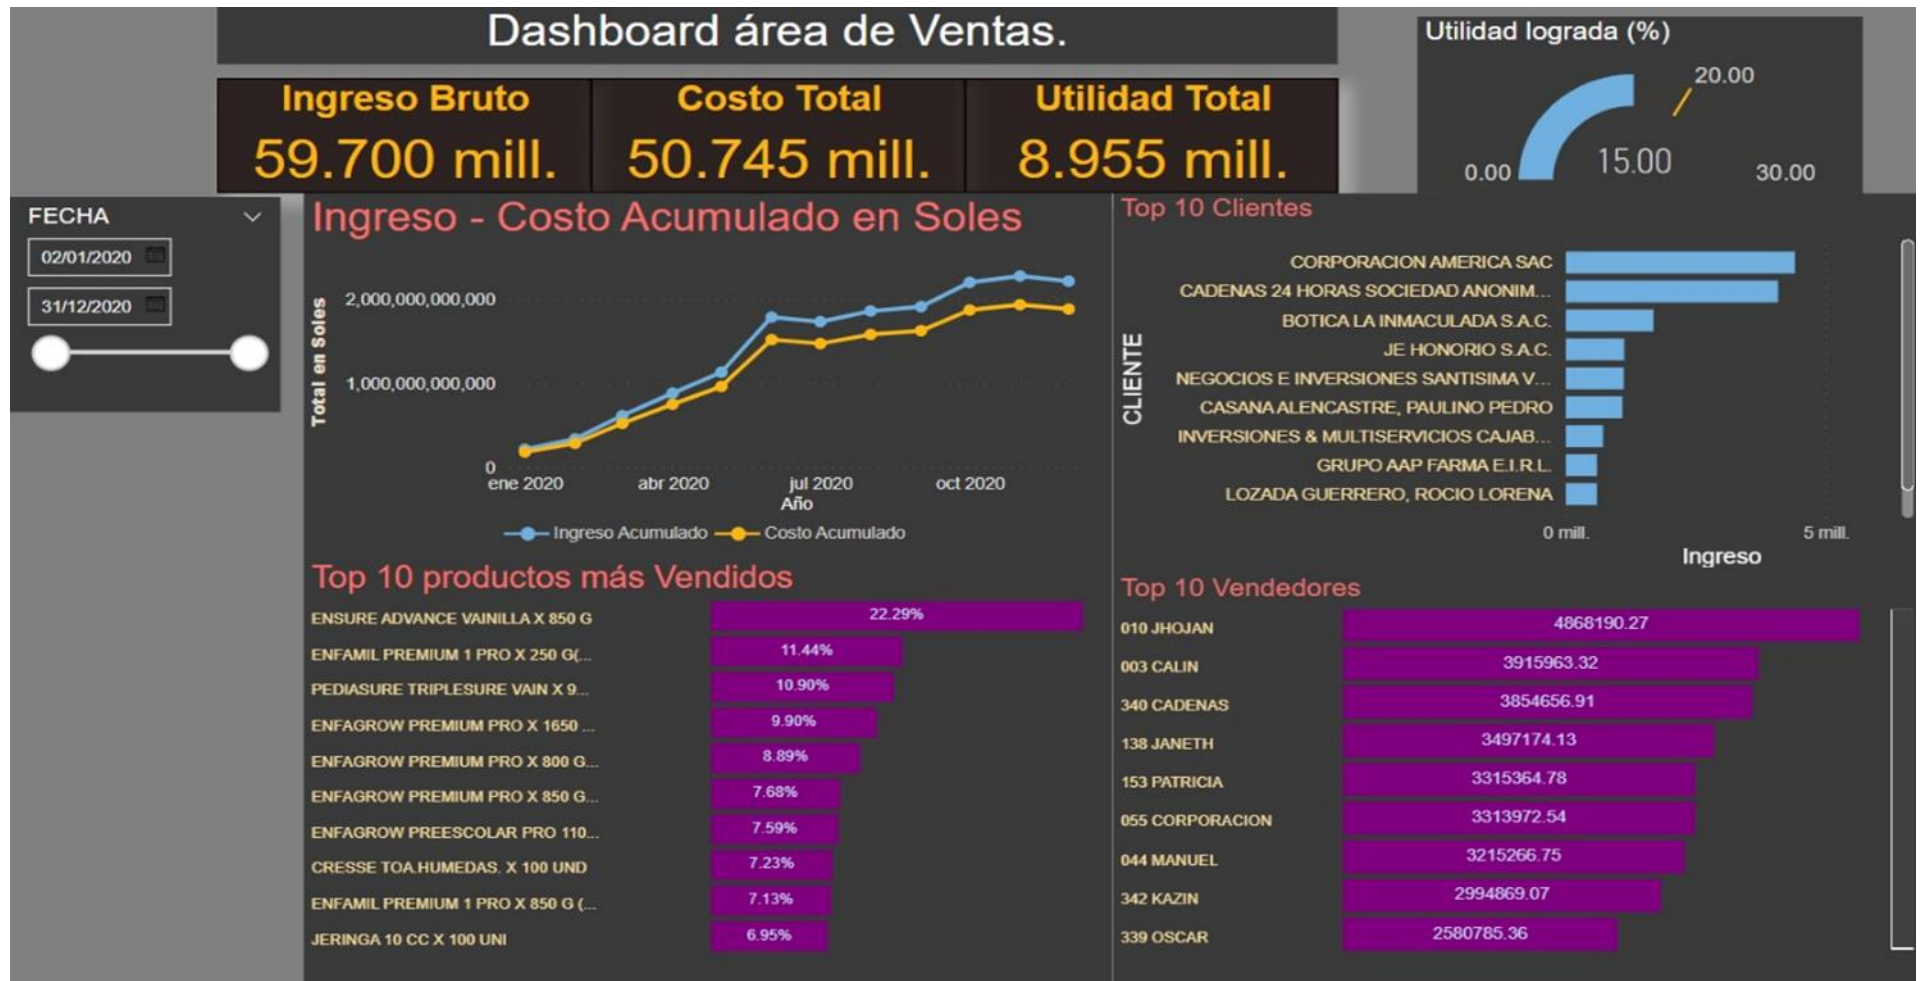 Dashboard área de Ventas.
Utilidad lograda (%)
20.00
15.00
0.00
30.00
Ingreso Bruto
59.700 mill.
Costo Total
50.745 mill.
Utilidad Total
8.955 mill.
FECHA
02/01/2020
31/12/2020
Ingreso - Costo Acumulado en Soles
Total en Soles
2,000,000,000,000
1,000,000,000,000
0
ene 2020
abr 2020
jul 2020
oct 2020
Año
Ingreso Acumulado
Costo Acumulado
Top 10 Clientes
CLIENTE
CORPORACION AMERICA SAC
CADENAS 24 HORAS SOCIEDAD ANONIM...
BOTICA LA INMACULADA S.A.C.
JE HONORIO S.A.C.
NEGOCIOS E INVERSIONES SANTISIMA V...
CASANA ALENCASTRE, PAULINO PEDRO
INVERSIONES & MULTISERVICIOS CAJAB...
GRUPO AAP FARMA E.I.R.L.
LOZADA GUERRERO, ROCIO LORENA
0 mill.
5 mill.
Ingreso
Top 10 productos más Vendidos
ENSURE ADVANCE VAINILLA X 850 G 22.29%
ENFAMIL PREMIUM 1 PRO X 250 G(... 11.44%
PEDIASURE TRIPLESURE VAIN X 9... 10.90%
ENFAGROW PREMIUM PRO X 1650 ... 9.90%
ENFAGROW PREMIUM PRO X 800 G... 8.89%
ENFAGROW PREMIUM PRO X 850 G... 7.68%
ENFAGROW PREESCOLAR PRO 110... 7.59%
CRESSE TOA.HUMEDAS. X 100 UND 7.23%
ENFAMIL PREMIUM 1 PRO X 850 G (... 7.13%
JERINGA 10 CC X 100 UNI 6.95%
Top 10 Vendedores
010 JHOJAN 4868190.27
003 CALIN 3915963.32
340 CADENAS 3854656.91
138 JANETH 3497174.13
153 PATRICIA 3315364.78
055 CORPORACION 3313972.54
044 MANUEL 3215266.75
342 KAZIN 2994869.07
339 OSCAR 2580785.36